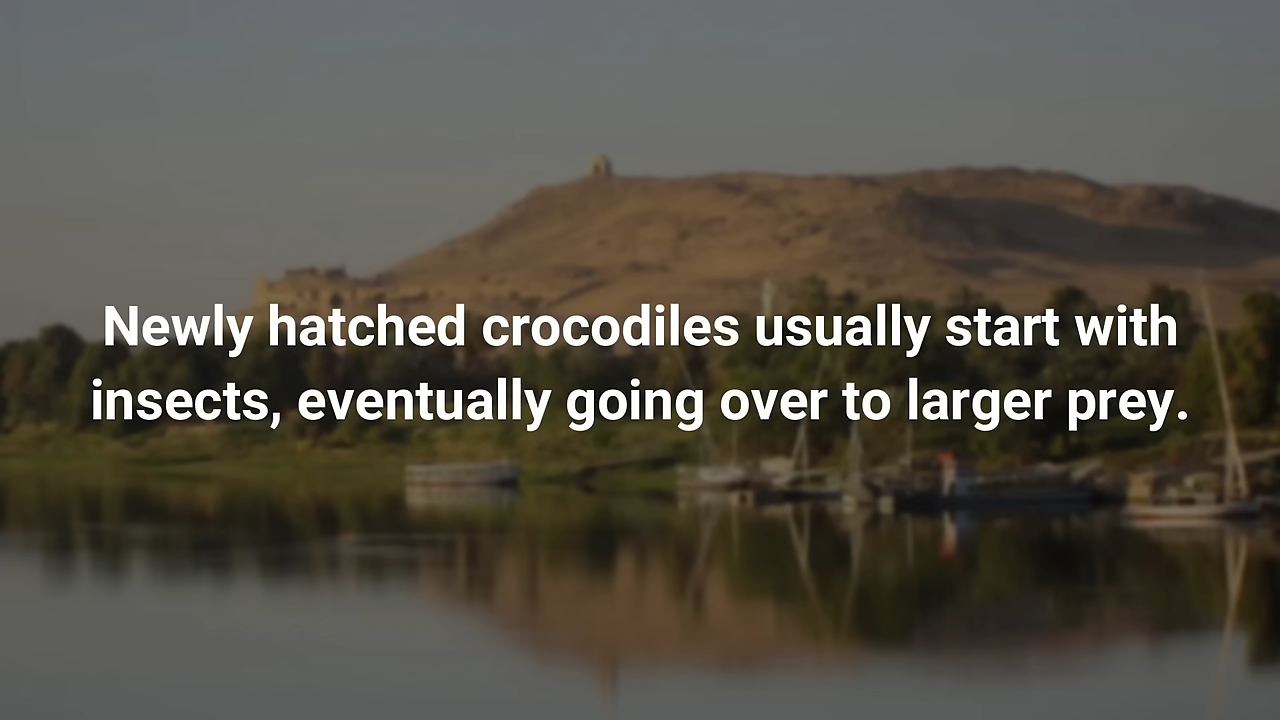 Newly hatched crocodiles usually start with
insects, eventually going over to larger prey.